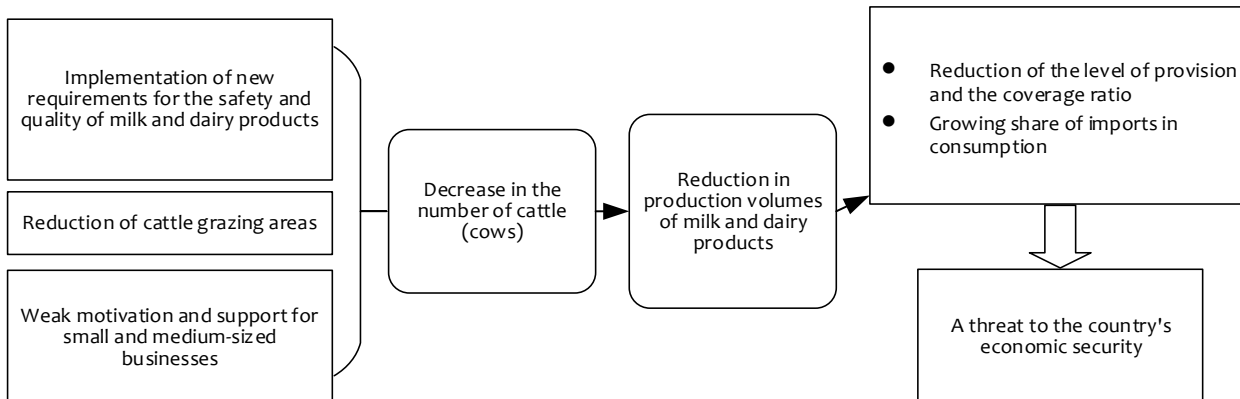 Implementation of new
requirements for the safety and
quality of milk and dairy products
Reduction of cattle grazing areas
Weak motivation and support for
small and medium-sized
businesses
Decrease in the
number of cattle
(cows)
Reduction in
production volumes
of milk and dairy
products
● Reduction of the level of provision
and the coverage ratio
● Growing share of imports in
consumption
A threat to the country's
economic security